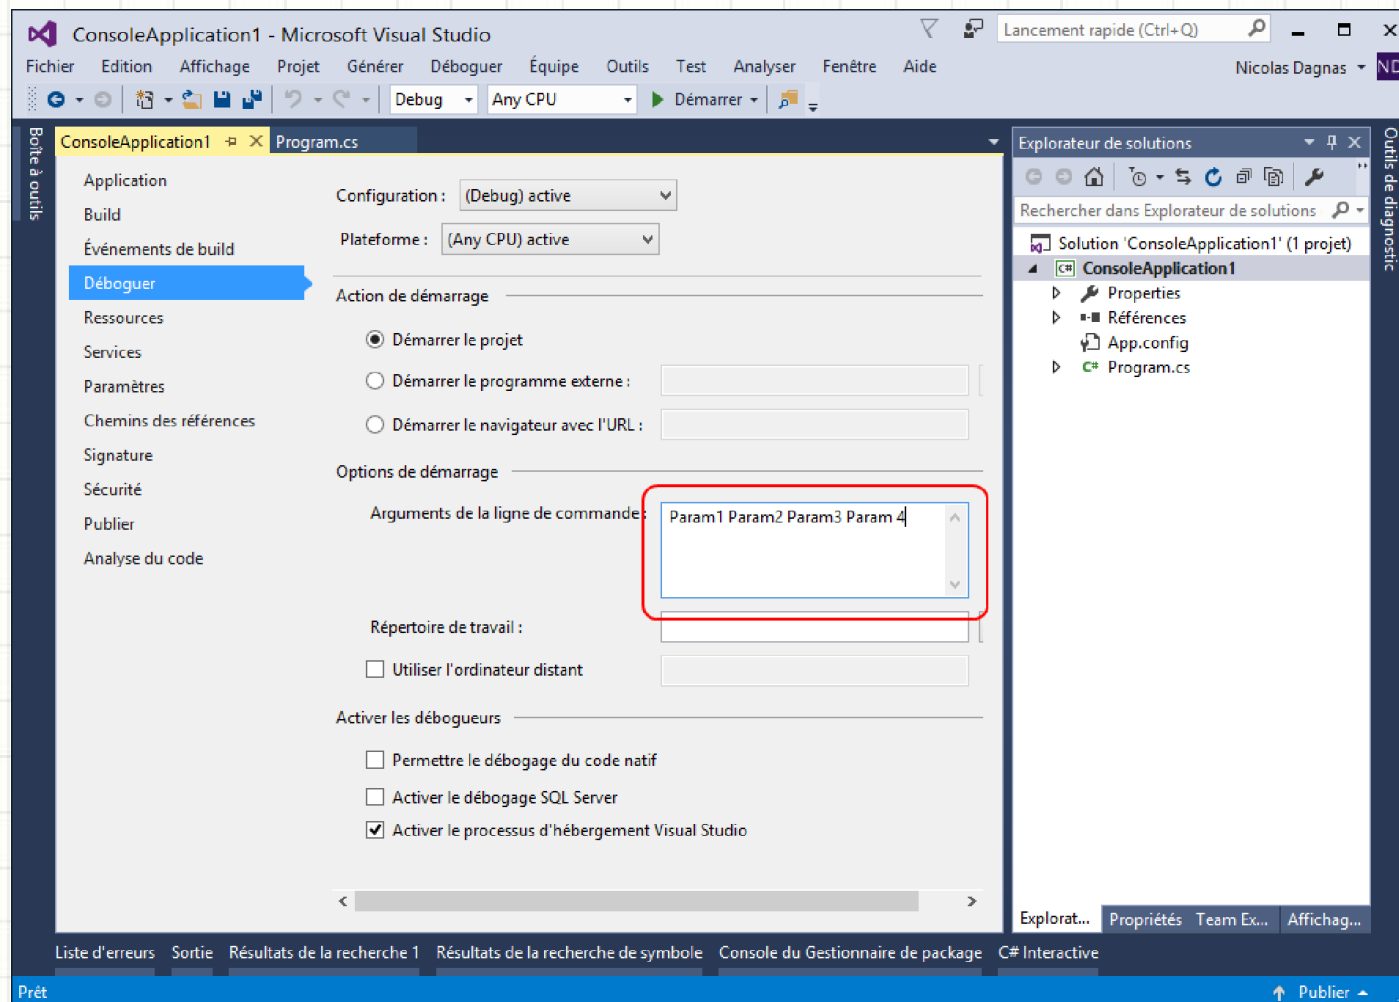 ConsoleApplication1 - Microsoft Visual Studio
Lancement rapide (Ctrl+Q)
Fichier Edition Affichage Projet Générer Déboguer Équipe Outils Test Analyser Fenêtre Aide
Nicolas Dagnas ND
Debug Any CPU Démarrer
Boîte à outils
ConsoleApplication1 Program.cs
Application
Build
Événements de build
Déboguer
Ressources
Services
Paramètres
Chemins des références
Signature
Sécurité
Publier
Analyse du code
Configuration : (Debug) active
Plateforme : (Any CPU) active
Action de démarrage
Démarrer le projet
Démarrer le programme externe :
Démarrer le navigateur avec l'URL :
Options de démarrage
Arguments de la ligne de commande : Param1 Param2 Param3 Param 4
Répertoire de travail :
Utiliser l'ordinateur distant
Activer les débogueurs
Permettre le débogage du code natif
Activer le débogage SQL Server
Activer le processus d'hébergement Visual Studio
Explorateur de solutions
Rechercher dans Explorateur de solutions
Solution 'ConsoleApplication1' (1 projet)
C# ConsoleApplication1
Properties
Références
App.config
C# Program.cs
Explorat... Propriétés Team Ex... Affichag...
Outils de diagnostic
Liste d'erreurs Sortie Résultats de la recherche 1 Résultats de la recherche de symbole Console du Gestionnaire de package C# Interactive
Prêt
Publier